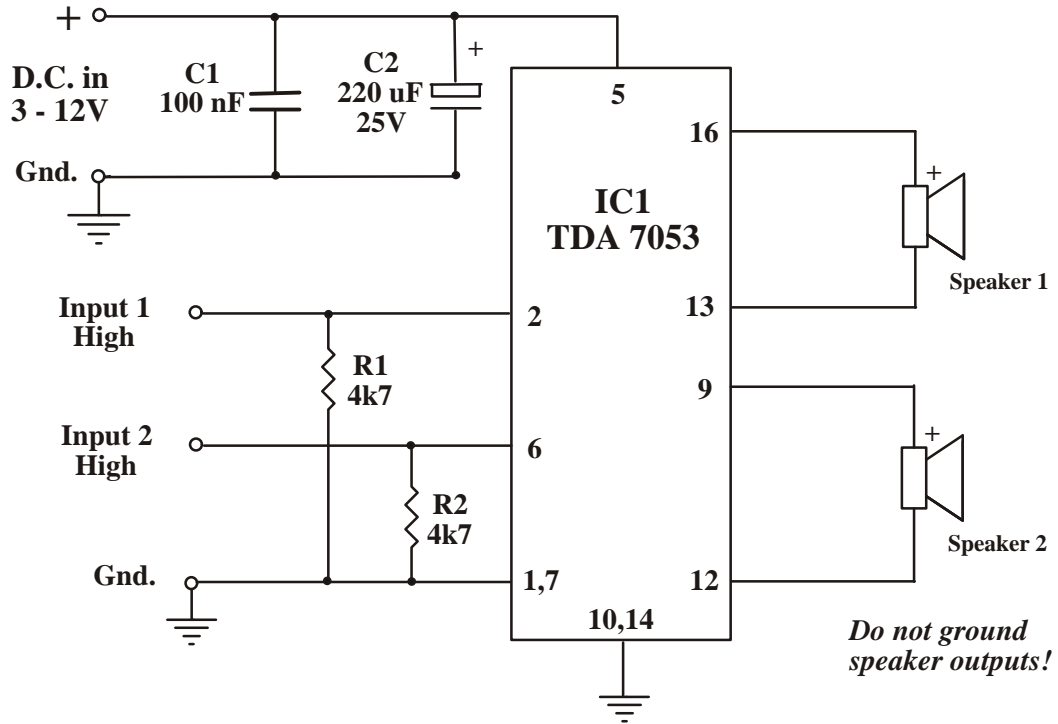 +
D.C. in
3 - 12V
Gnd.
C1
100 nF
C2
220 uF
25V
+
5
16
IC1
TDA 7053
+
Speaker 1
13
Input 1
High
2
R1
4k7
9
Input 2
High
6
+
R2
4k7
Speaker 2
Gnd.
1,7
12
10,14
Do not ground
speaker outputs!